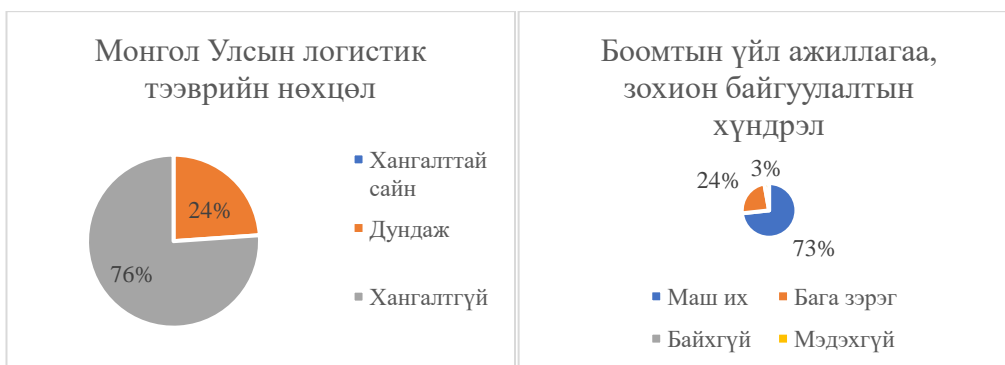 Монгол Улсын логистик
тээврийн нөхцөл
24%
76%
Хангалттай
сайн
Дундаж
Хангалтгүй
Боомтын үйл ажиллагаа,
зохион байгуулалтын
хүндрэл
24%
3%
73%
Маш их
Бага зэрэг
Байхгүй
Мэдэхгүй